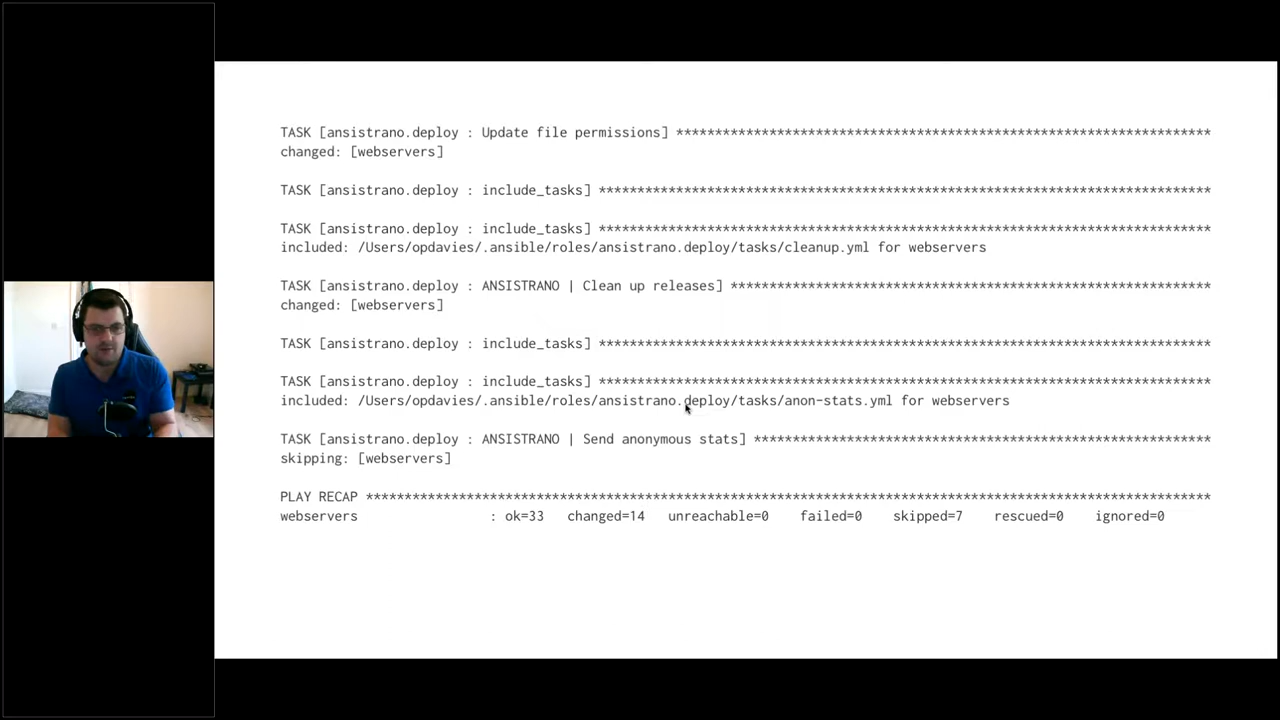 TASK [ansistrano.deploy : Update file permissions] *********************************************************************
changed: [webservers]
TASK [ansistrano.deploy : include_tasks] *******************************************************************************
TASK [ansistrano.deploy : include_tasks] *******************************************************************************
included: /Users/opdavies/.ansible/roles/ansistrano.deploy/tasks/cleanup.yml for webservers
TASK [ansistrano.deploy : ANSISTRANO | Clean up releases] **************************************************************
changed: [webservers]
TASK [ansistrano.deploy : include_tasks] *******************************************************************************
TASK [ansistrano.deploy : include_tasks] *******************************************************************************
included: /Users/opdavies/.ansible/roles/ansistrano.deploy/tasks/anon-stats.yml for webservers
TASK [ansistrano.deploy : ANSISTRANO | Send anonymous stats] ***********************************************************
skipping: [webservers]
PLAY RECAP *************************************************************************************************************
webservers                 : ok=33   changed=14   unreachable=0    failed=0    skipped=7    rescued=0    ignored=0